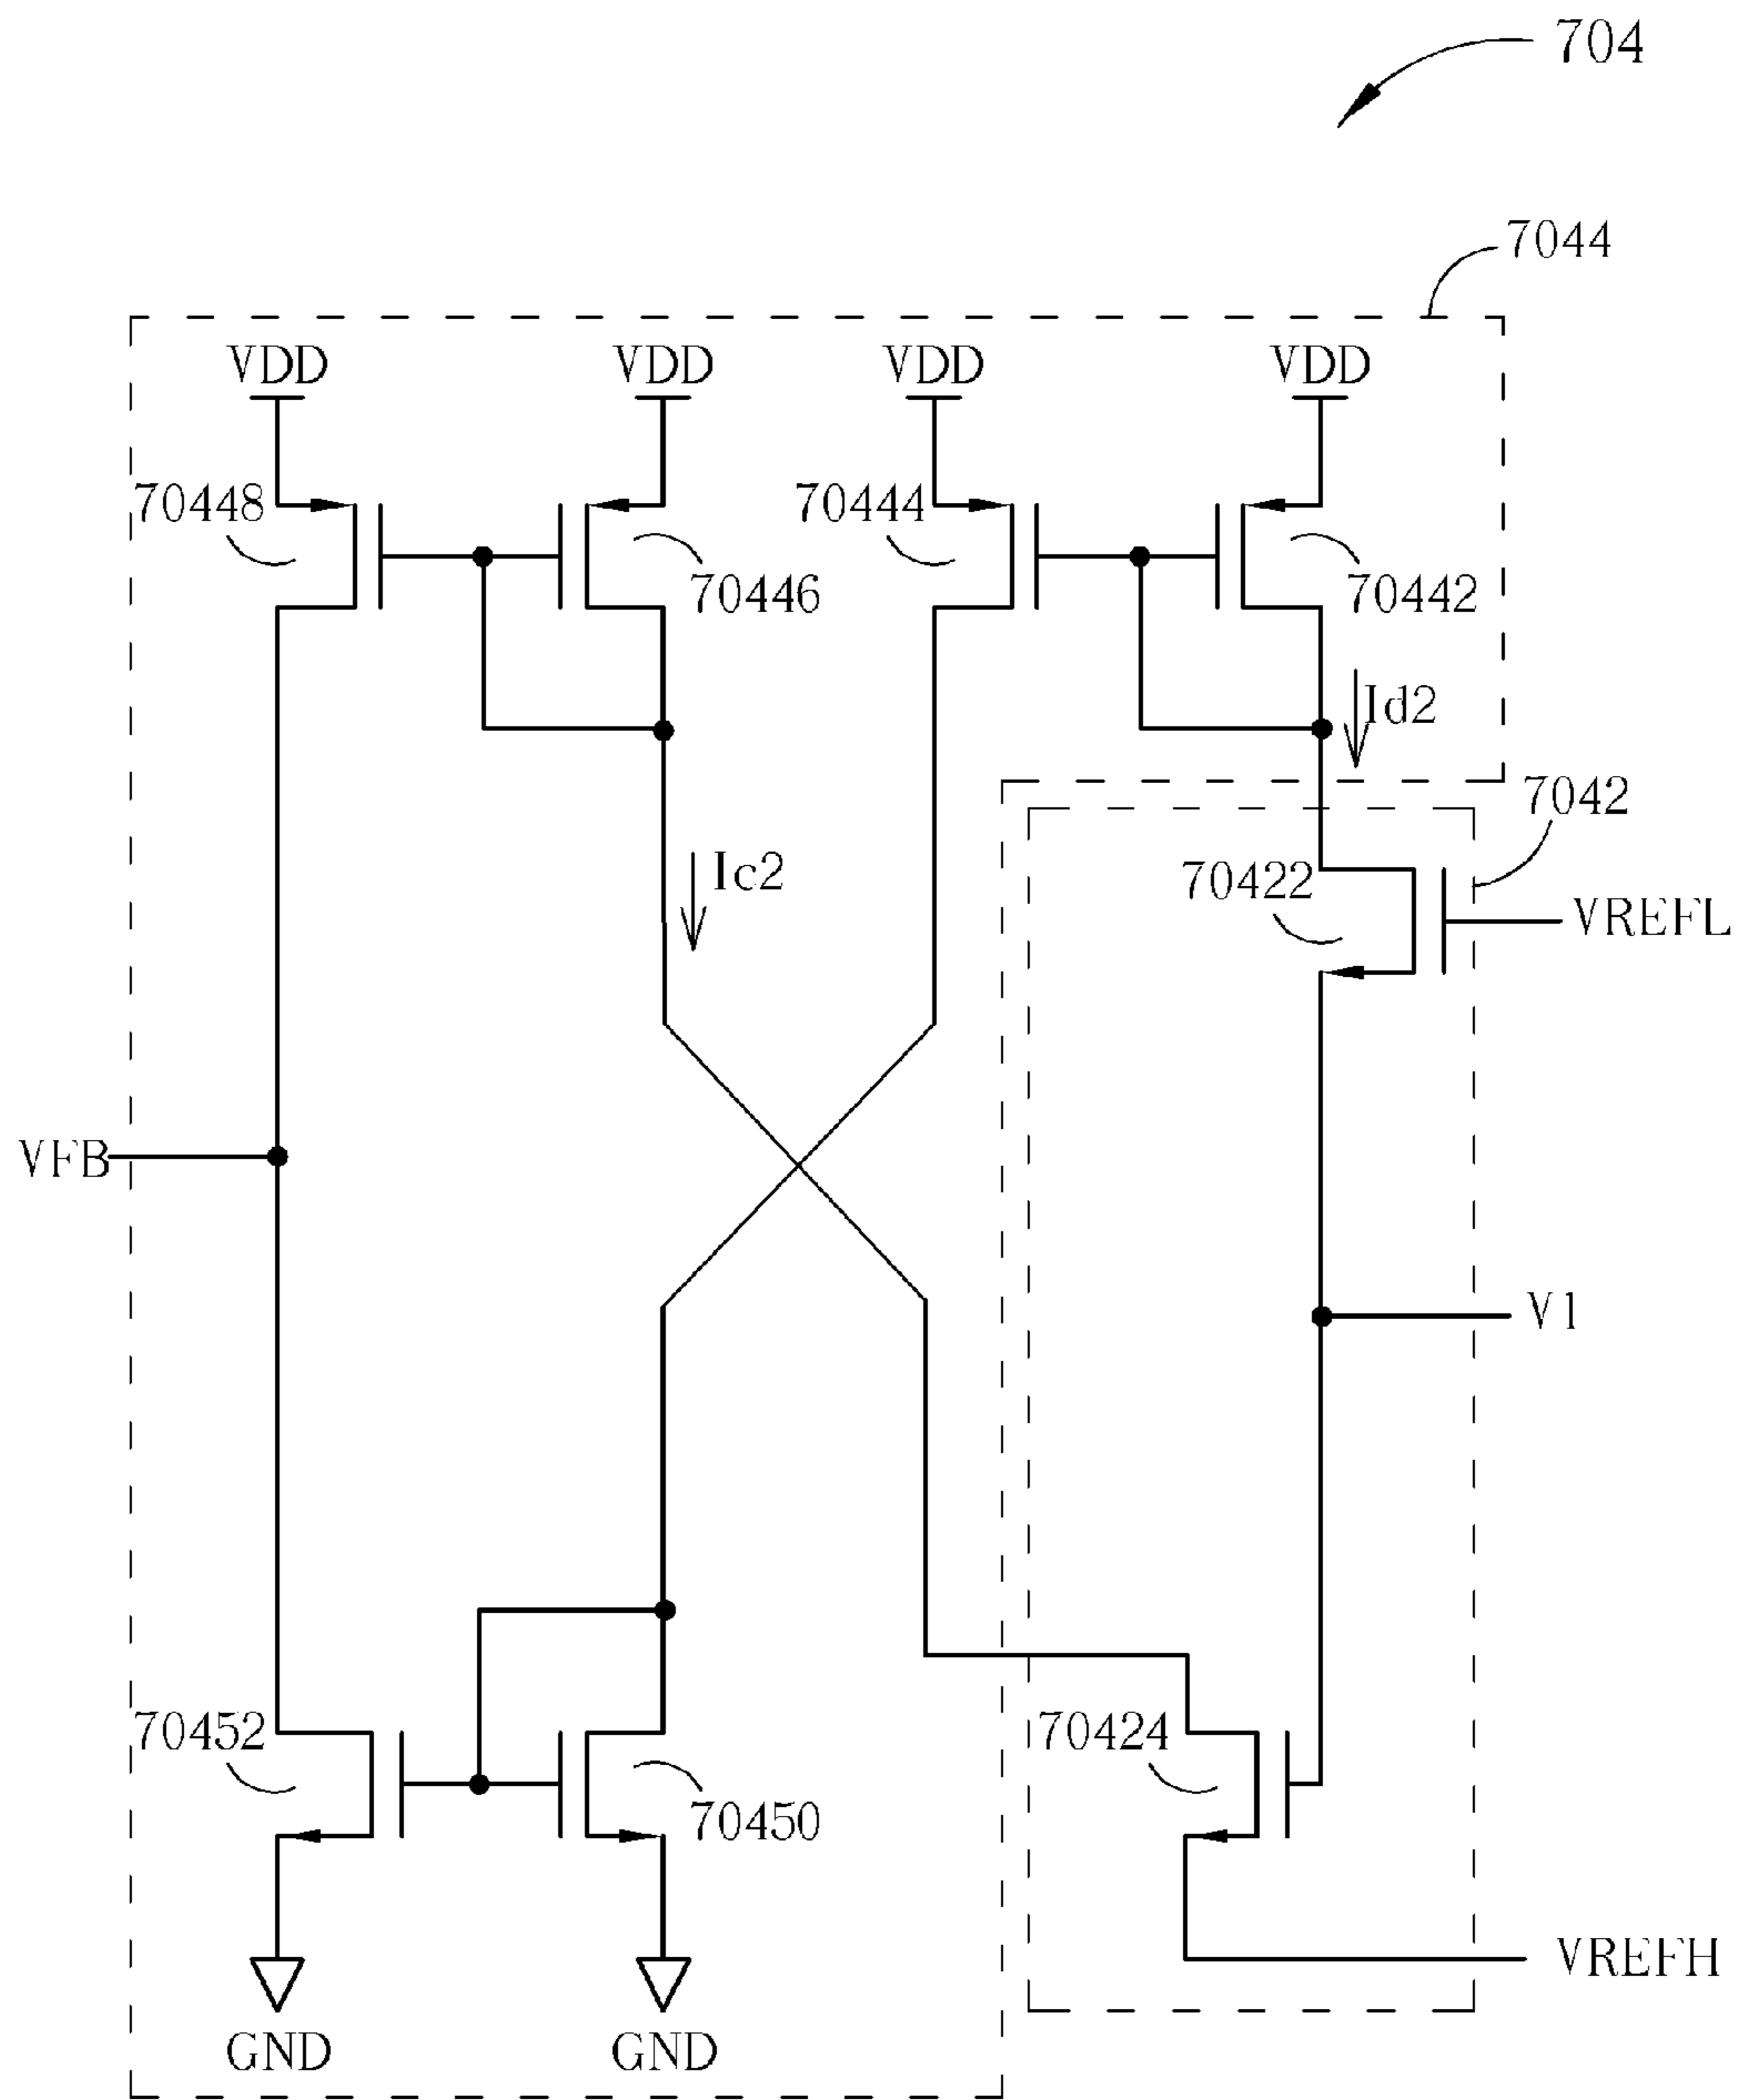 704
7044
VDD
VDD
VDD
VDD
70448
70446
70444
70442
Id2
7042
Ic2
70422
VREFL
VFB
V1
70452
70450
70424
VREFH
GND
GND